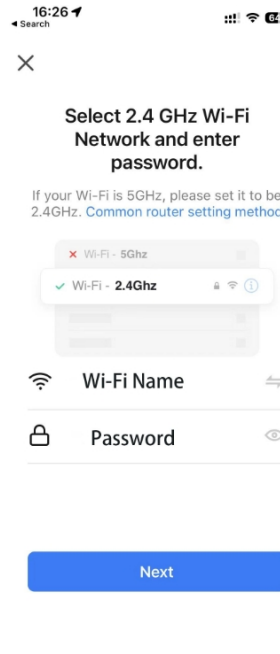 16:26
64
◀ Search
Select 2.4 GHz Wi-Fi
Network and enter
password.
If your Wi-Fi is 5GHz, please set it to be
2.4GHz. Common router setting method
Wi-Fi - 5Ghz
Wi-Fi - 2.4Ghz
Wi-Fi Name
Password
Next